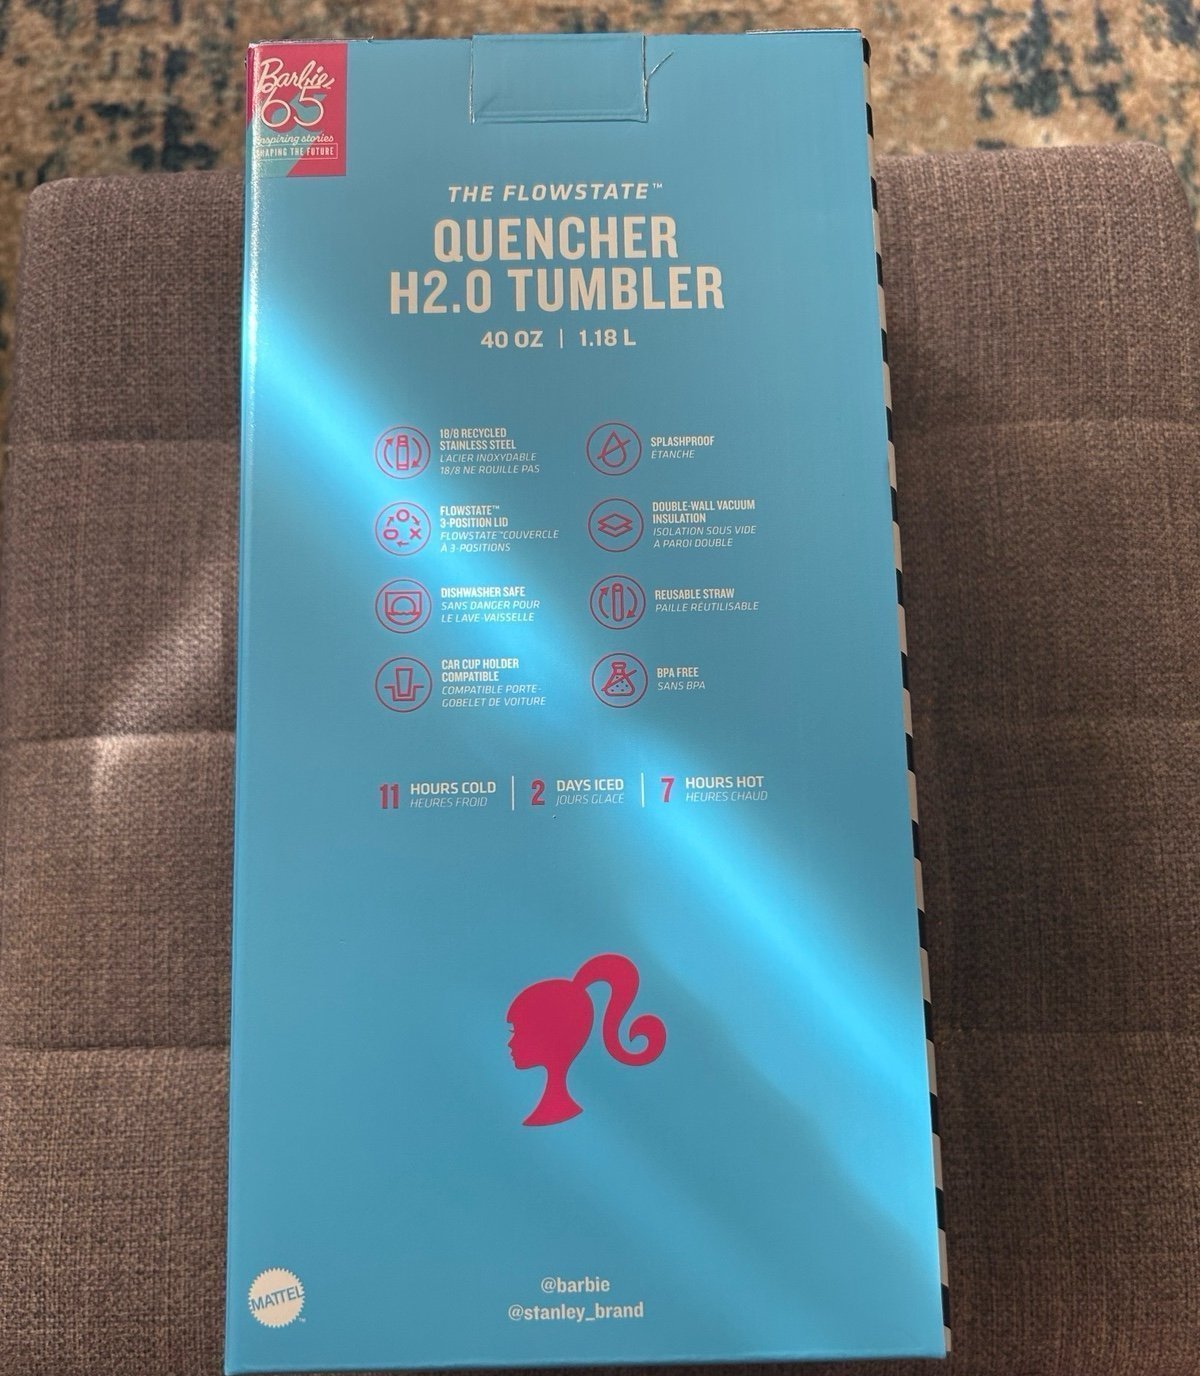 Barbie
65
inspiring stories
SHAPING THE FUTURE
THE FLOWSTATE™
QUENCHER
H2.0 TUMBLER
40 OZ | 1.18 L
18/8 RECYCLED
STAINLESS STEEL
L'ACIER INOXYDABLE
18/8 NE ROUILLE PAS
SPLASHPROOF
ÉTANCHE
FLOWSTATE™
3-POSITION LID
FLOWSTATE™COUVERCLE
À 3-POSITIONS
DOUBLE-WALL VACUUM
INSULATION
ISOLATION SOUS VIDE
À PAROI DOUBLE
DISHWASHER SAFE
SANS DANGER POUR
LE LAVE-VAISSELLE
REUSABLE STRAW
PAILLE RÉUTILISABLE
CAR CUP HOLDER
COMPATIBLE
COMPATIBLE PORTE-
GOBELET DE VOITURE
BPA FREE
SANS BPA
11 HOURS COLD
HEURES FROID
2 DAYS ICED
JOURS GLACÉ
7 HOURS HOT
HEURES CHAUD
MATTEL™
@barbie
@stanley_brand